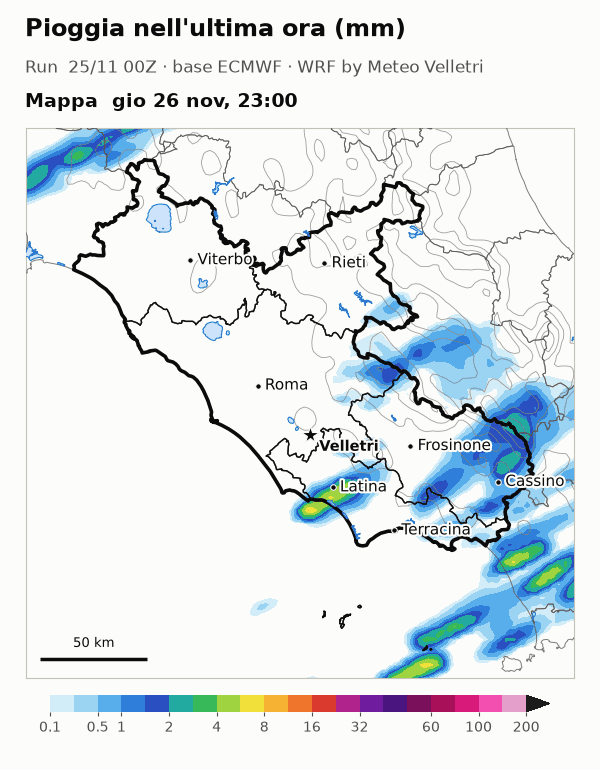 Pioggia nell'ultima ora (mm)
Run  25/11 00Z · base ECMWF · WRF by Meteo Velletri
Mappa  gio 26 nov, 23:00
Viterbo
Rieti
Roma
Velletri
Frosinone
Latina
Cassino
Terracina
50 km
0.1 0.5 1 2 4 8 16 32 60 100 200